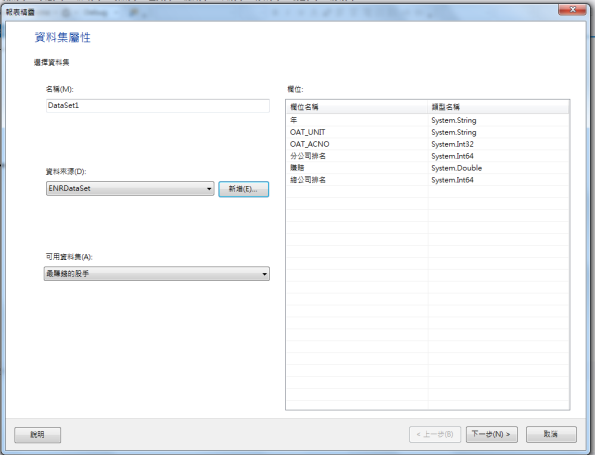 報表精靈
資料集屬性
選擇資料集
名稱(M):
DataSet1
資料來源(D):
ENRDataSet
新增(E)...
可用資料集(A):
最賺錢的股手
欄位:
欄位名稱 類型名稱
年 System.String
OAT_UNIT System.String
OAT_ACNO System.Int32
分公司排名 System.Int64
賺賠 System.Double
總公司排名 System.Int64
說明
< 上一步(B)
下一步(N) >
取消